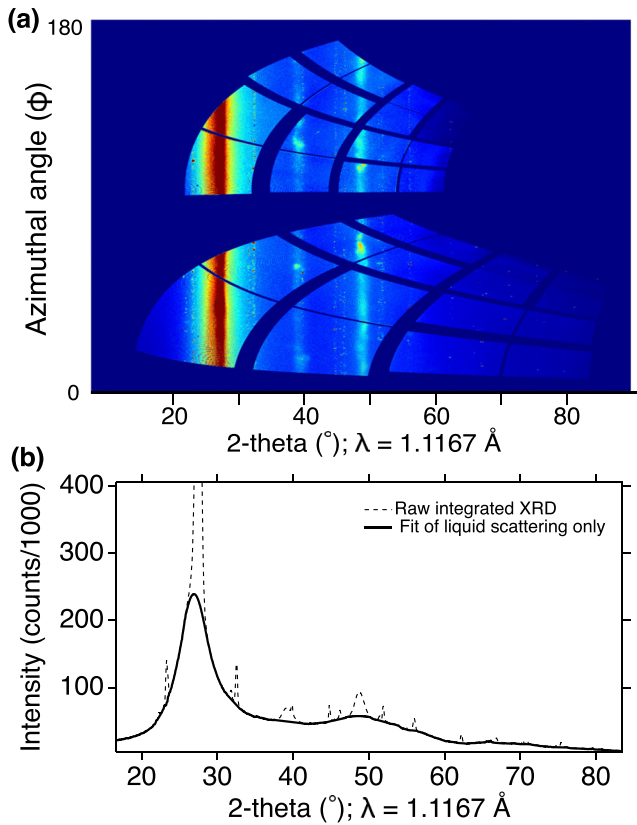 (a)
180
Azimuthal angle (Φ)
0
20
40
60
80
2-theta (°); λ = 1.1167 Å
(b)
400
300
200
100
Intensity (counts/1000)
Raw integrated XRD
Fit of liquid scattering only
20
30
40
50
60
70
80
2-theta (°); λ = 1.1167 Å